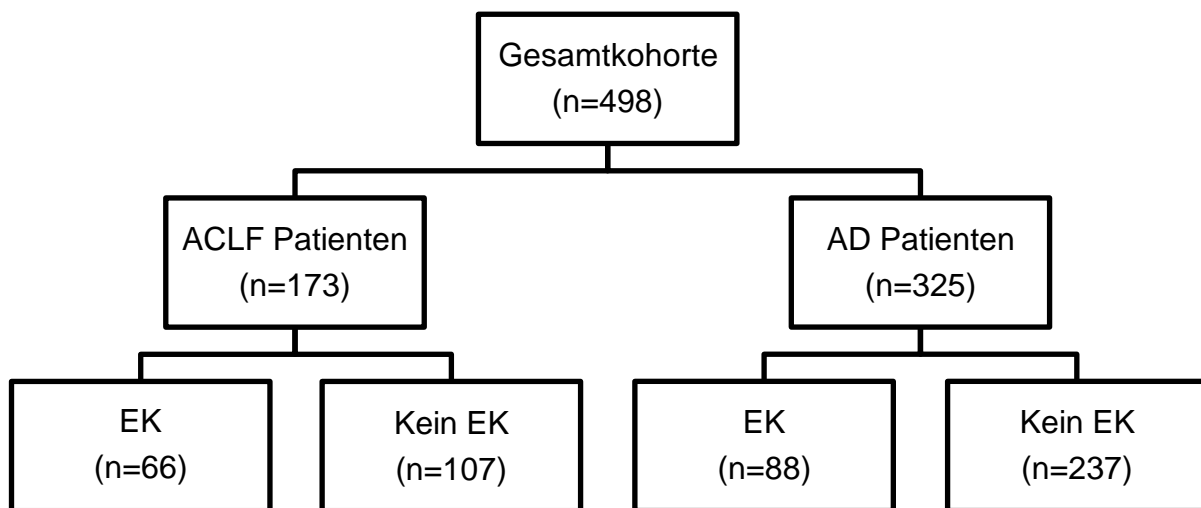 Gesamtkohorte
(n=498)
ACLF Patienten
(n=173)
AD Patienten
(n=325)
EK
(n=66)
Kein EK
(n=107)
EK
(n=88)
Kein EK
(n=237)